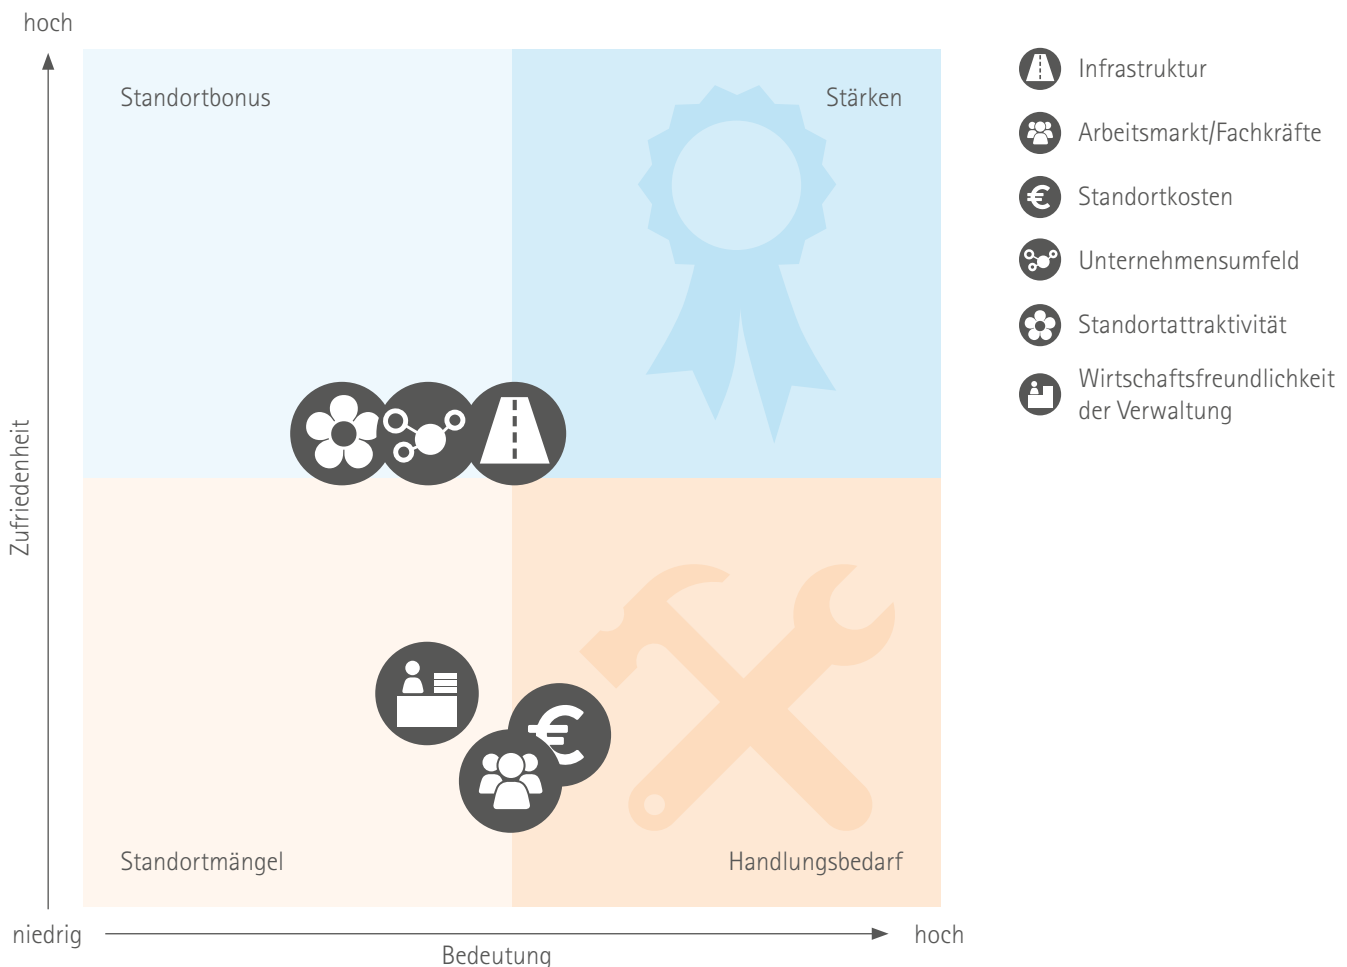 hoch
Standortbonus
Stärken
Zufriedenheit
Standortmängel
Handlungsbedarf
niedrig
hoch
Bedeutung
Infrastruktur
Arbeitsmarkt/Fachkräfte
Standortkosten
Unternehmensumfeld
Standortattraktivität
Wirtschaftsfreundlichkeit
der Verwaltung